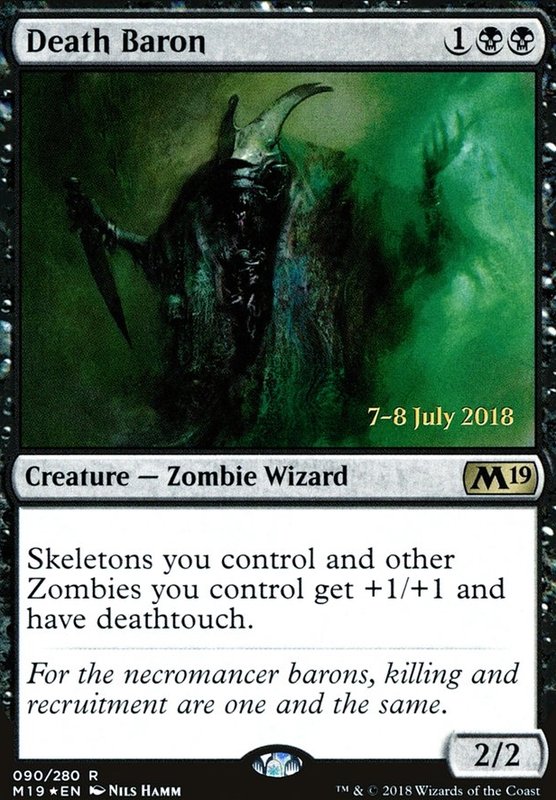 Death Baron 1
7–8 July 2018
Creature — Zombie Wizard M19
Skeletons you control and other
Zombies you control get +1/+1 and
have deathtouch.
For the necromancer barons, killing and
recruitment are one and the same.
2/2
090/280 R
M19 ★ EN Nils Hamm
™ & © 2018 Wizards of the Coast